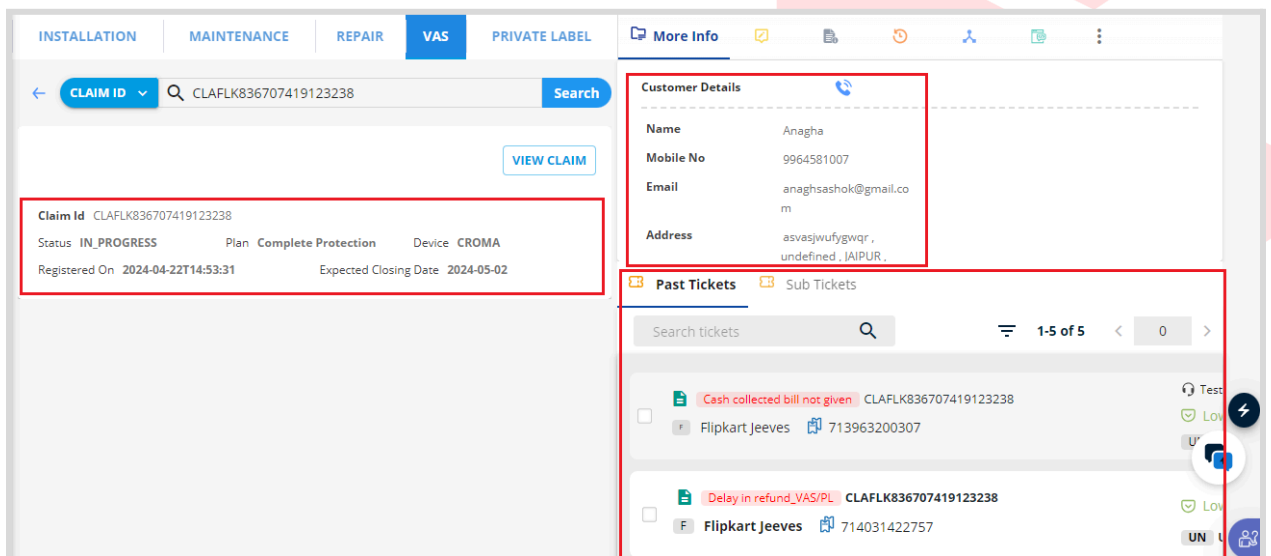 INSTALLATION MAINTENANCE REPAIR VAS PRIVATE LABEL
CLAIM ID CLAFLK836707419123238 Search
VIEW CLAIM
Claim Id CLAFLK836707419123238
Status IN_PROGRESS Plan Complete Protection Device CROMA
Registered On 2024-04-22T14:53:31 Expected Closing Date 2024-05-02
More Info
Customer Details
Name Anagha
Mobile No 9964581007
Email anaghsashok@gmail.co
m
Address asvasjwufygwqr ,
undefined , JAIPUR ,
Past Tickets Sub Tickets
Search tickets 1-5 of 5 < 0 >
Cash collected bill not given CLAFLK836707419123238 Test
F Flipkart Jeeves 713963200307 Low
Delay in refund_VAS/PL CLAFLK836707419123238
F Flipkart Jeeves 714031422757 Low
UN